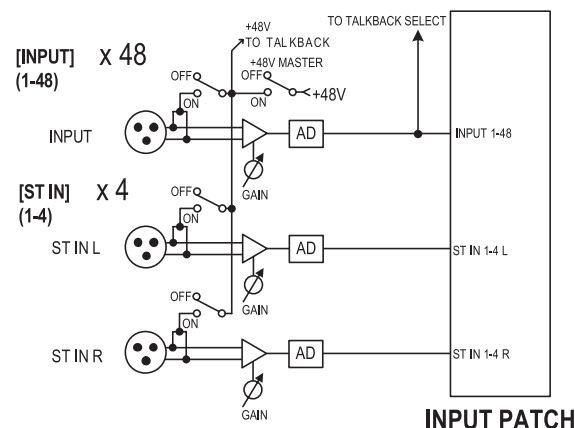 +48V
TO TALKBACK
TO TALKBACK SELECT
[INPUT] X 48
(1-48)
OFF
ON
+48V MASTER
OFF
ON
+48V
INPUT
AD
INPUT 1-48
GAIN
[ST IN] X 4
(1-4)
OFF
ON
ST IN L
AD
ST IN 1-4 L
GAIN
OFF
ON
ST IN R
AD
ST IN 1-4 R
GAIN
INPUT PATCH